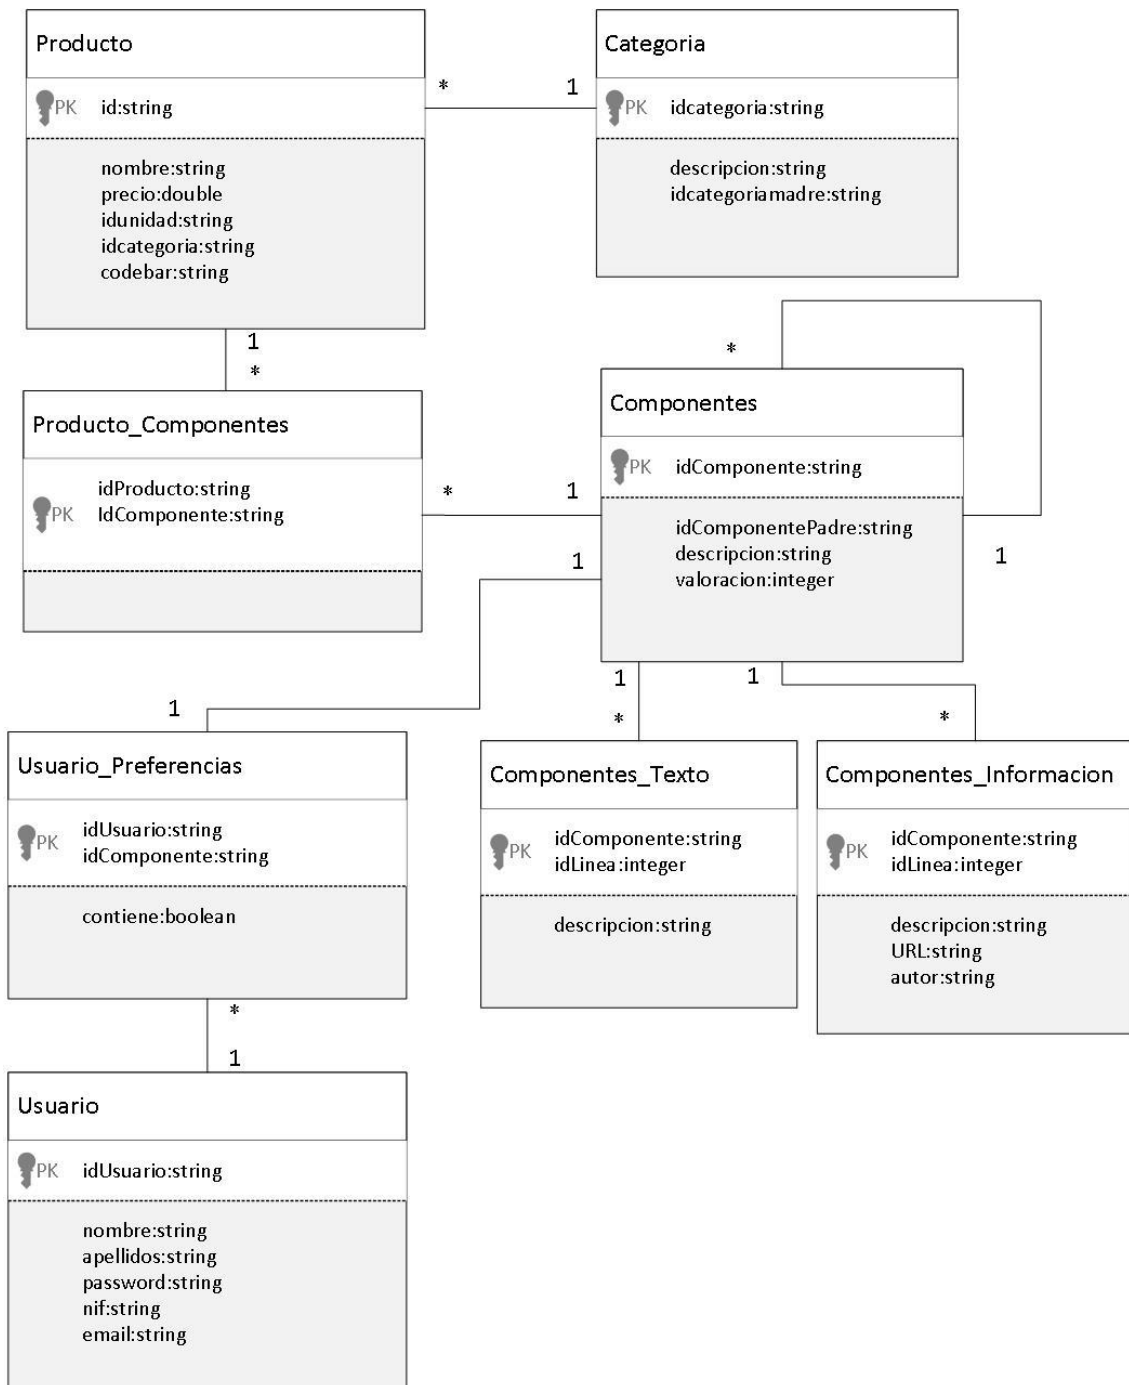 Producto
PK id:string
nombre:string
precio:double
idunidad:string
idcategoria:string
codebar:string
* 1
Categoria
PK idcategoria:string
descripcion:string
idcategoriamadre:string
1
*
Producto_Componentes
idProducto:string
PK IdComponente:string
* 1
*
Componentes
PK idComponente:string
idComponentePadre:string
descripcion:string
valoracion:integer
1
1
1
Usuario_Preferencias
idUsuario:string
PK idComponente:string
contiene:boolean
1
*
Componentes_Texto
idComponente:string
PK idLinea:integer
descripcion:string
1
*
Componentes_Informacion
idComponente:string
PK idLinea:integer
descripcion:string
URL:string
autor:string
*
1
Usuario
PK idUsuario:string
nombre:string
apellidos:string
password:string
nif:string
email:string